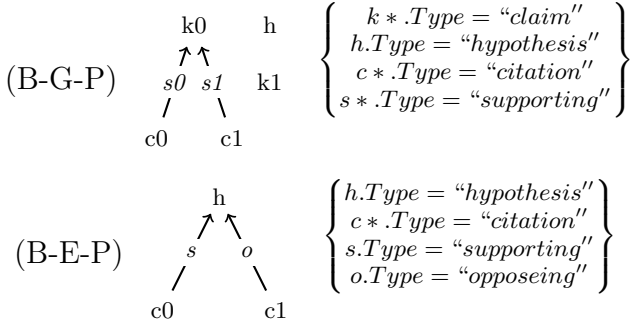 k0 h
k∗.Type = “claim″
h.Type = “hypothesis″
(B-G-P) s0 s1 k1
c∗.Type = “citation″
s∗.Type = “supporting″
c0 c1
h
h.Type = “hypothesis″
c∗.Type = “citation″
(B-E-P) s o
s.Type = “supporting″
o.Type = “opposeing″
c0 c1